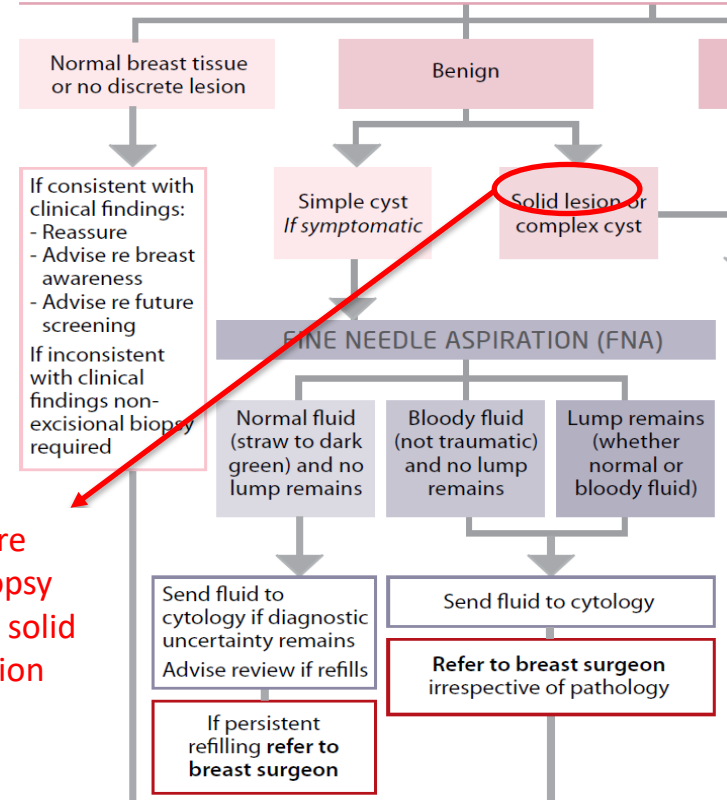 Normal breast tissue
or no discrete lesion
Benign
If consistent with
clinical findings:
- Reassure
- Advise re breast
awareness
- Advise re future
screening
If inconsistent
with clinical
findings non-
excisional biopsy
required
Simple cyst
If symptomatic
Solid lesion or
complex cyst
FINE NEEDLE ASPIRATION (FNA)
Normal fluid
(straw to dark
green) and no
lump remains
Bloody fluid
(not traumatic)
and no lump
remains
Lump remains
(whether
normal or
bloody fluid)
Send fluid to
cytology if diagnostic
uncertainty remains
Advise review if refills
If persistent
refilling refer to
breast surgeon
Send fluid to cytology
Refer to breast surgeon
irrespective of pathology
solid